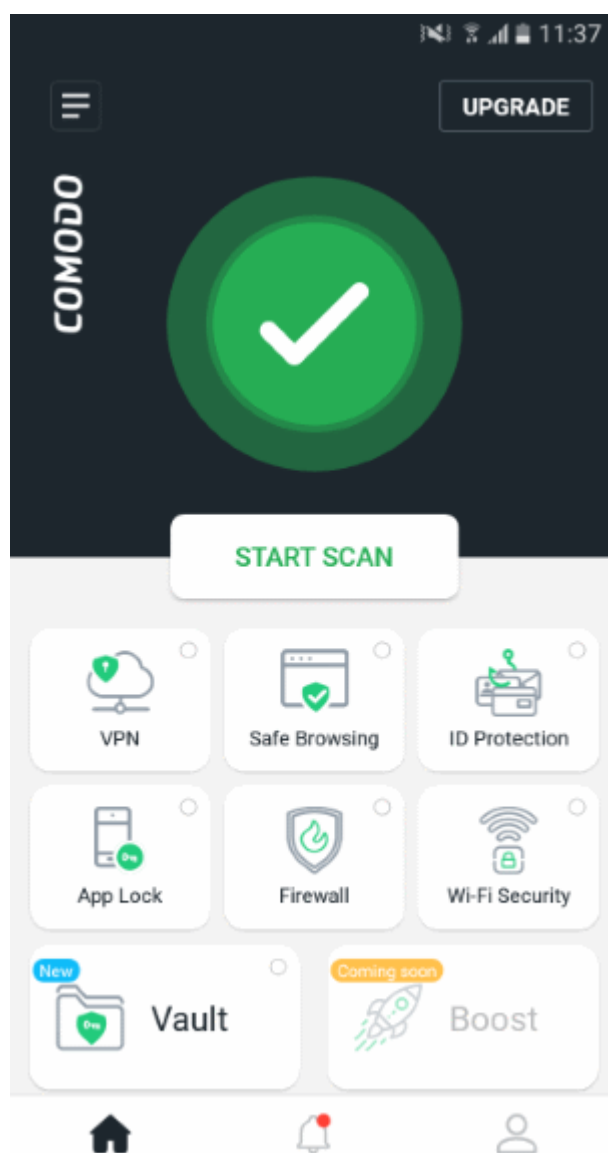 11:37
UPGRADE
COMODO
START SCAN
VPN
Safe Browsing
ID Protection
App Lock
Firewall
Wi-Fi Security
New
Coming soon
Vault
Boost